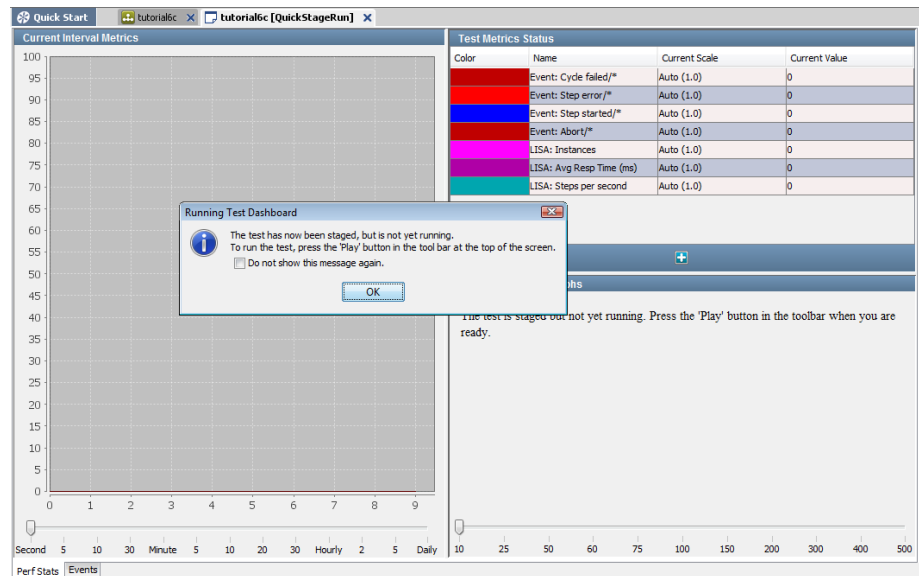 Quick Start tutorial6c tutorial6c [QuickStageRun]
Current Interval Metrics
100
95
90
85
80
75
70
65
60
55
50
45
40
35
30
25
20
15
10
5
0
0 1 2 3 4 5 6 7 8 9
Second 5 10 30 Minute 5 10 20 30 Hourly 2 5 Daily
Perf Stats Events
Test Metrics Status
Color Name Current Scale Current Value
Event: Cycle failed/* Auto (1.0) 0
Event: Step error/* Auto (1.0) 0
Event: Step started/* Auto (1.0) 0
Event: Abort/* Auto (1.0) 0
LISA: Instances Auto (1.0) 0
LISA: Avg Resp Time (ms) Auto (1.0) 0
LISA: Steps per second Auto (1.0) 0
Running Test Dashboard
The test has now been staged, but is not yet running.
To run the test, press the 'Play' button in the tool bar at the top of the screen.
Do not show this message again.
OK
The test is staged but not yet running. Press the 'Play' button in the toolbar when you are
ready.
10 25 50 60 75 100 150 200 300 400 500